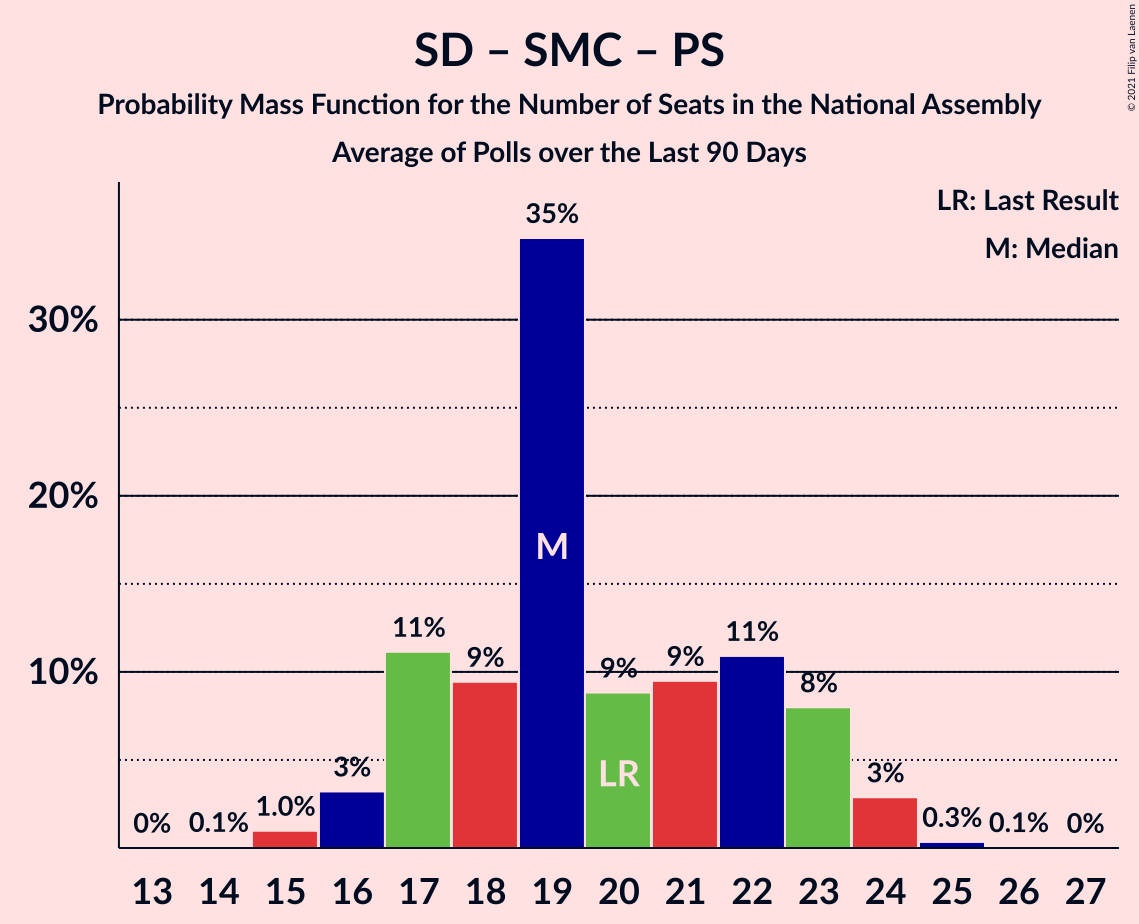 SD – SMC – PS
Probability Mass Function for the Number of Seats in the National Assembly
Average of Polls over the Last 90 Days
© 2021 Filip van Laenen
LR: Last Result
M: Median
30%
20%
10%
0%
0.1%
1.0%
3%
11%
9%
35%
9%
9%
11%
8%
3%
0.3%
0.1%
0%
M
LR
13 14 15 16 17 18 19 20 21 22 23 24 25 26 27